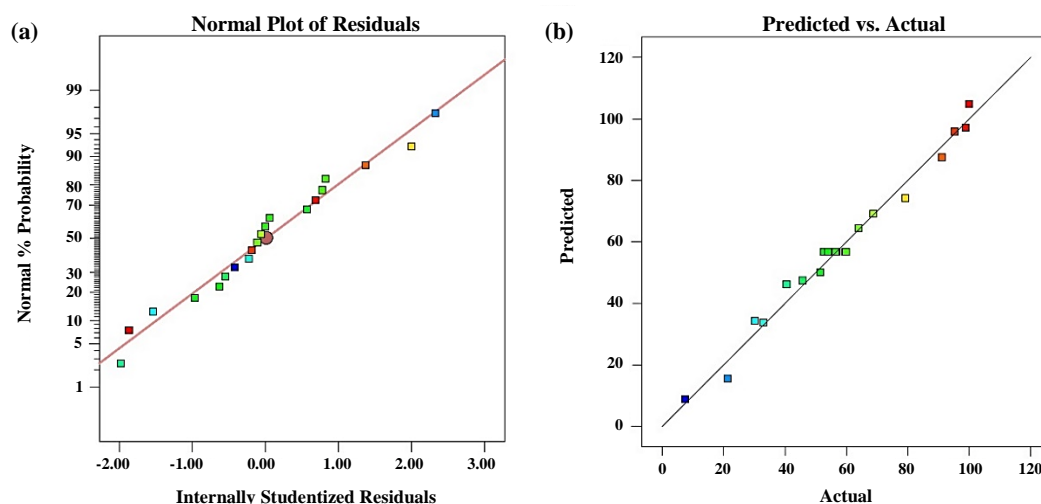 (a)
Normal Plot of Residuals
Normal % Probability
99
95
90
80
70
50
30
20
10
5
1
-2.00 -1.00 0.00 1.00 2.00 3.00
Internally Studentized Residuals
(b)
Predicted vs. Actual
Predicted
120
100
80
60
40
20
0
0 20 40 60 80 100 120
Actual